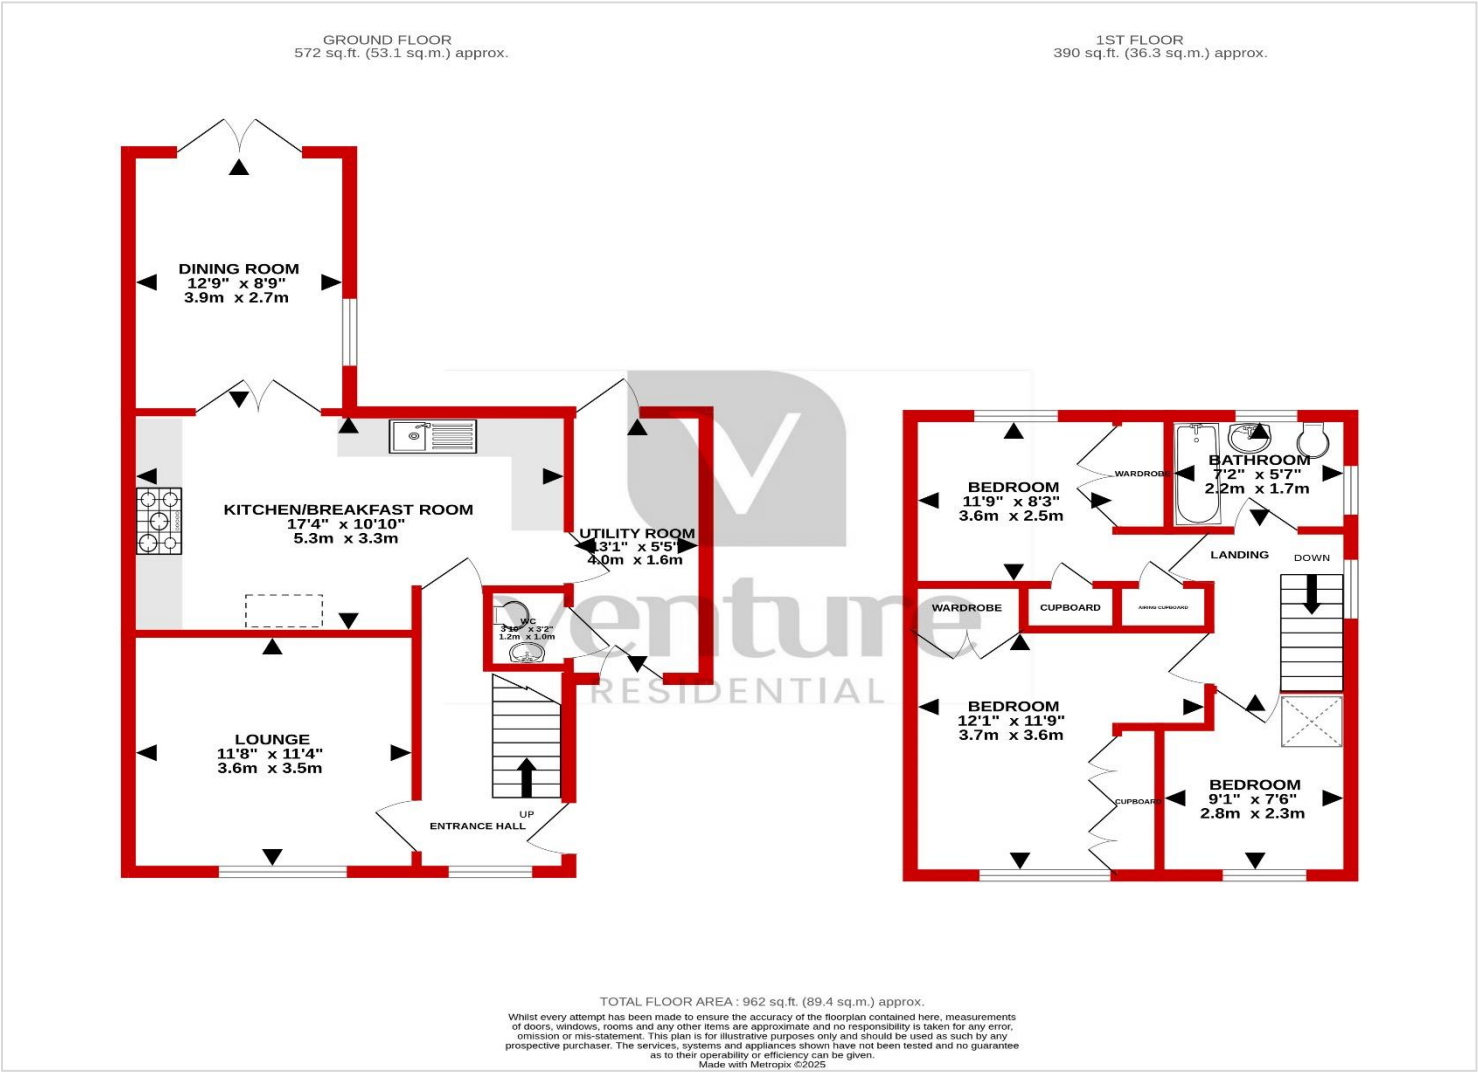 GROUND FLOOR
572 sq.ft. (53.1 sq.m.) approx.
1ST FLOOR
390 sq.ft. (36.3 sq.m.) approx.
DINING ROOM
12'9" x 8'9"
3.9m x 2.7m
KITCHEN/BREAKFAST ROOM
17'4" x 10'10"
5.3m x 3.3m
UTILITY ROOM
13'1" x 5'5"
4.0m x 1.6m
WC
3'10" x 3'2"
1.2m x 1.0m
LOUNGE
11'8" x 11'4"
3.6m x 3.5m
UP
ENTRANCE HALL
BEDROOM
11'9" x 8'3"
3.6m x 2.5m
WARDROBE
BATHROOM
7'2" x 5'7"
2.2m x 1.7m
LANDING
DOWN
WARDROBE
CUPBOARD
AIRING CUPBOARD
BEDROOM
12'1" x 11'9"
3.7m x 3.6m
CUPBOARD
BEDROOM
9'1" x 7'6"
2.8m x 2.3m
venture
RESIDENTIAL
TOTAL FLOOR AREA : 962 sq.ft. (89.4 sq.m.) approx.
Whilst every attempt has been made to ensure the accuracy of the floorplan contained here, measurements
of doors, windows, rooms and any other items are approximate and no responsibility is taken for any error,
omission or mis-statement. This plan is for illustrative purposes only and should be used as such by any
prospective purchaser. The services, systems and appliances shown have not been tested and no guarantee
as to their operability or efficiency can be given.
Made with Metropix ©2025